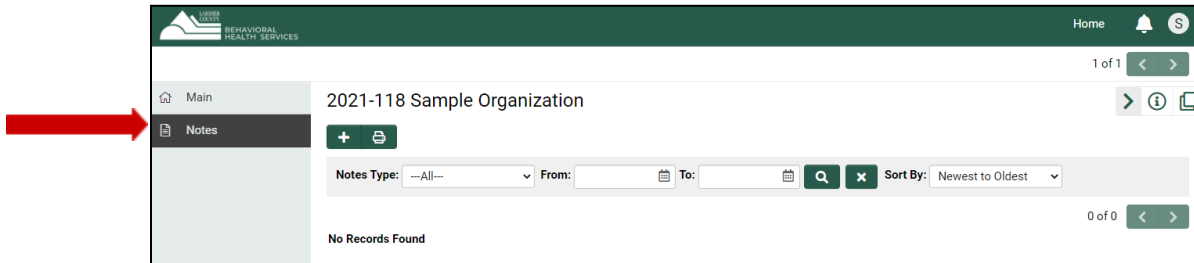 LARIMER
COUNTY
BEHAVIORAL
HEALTH SERVICES
Home
S
1 of 1
Main
2021-118 Sample Organization
Notes
Notes Type: ---All--- From: To: Sort By: Newest to Oldest
0 of 0
No Records Found